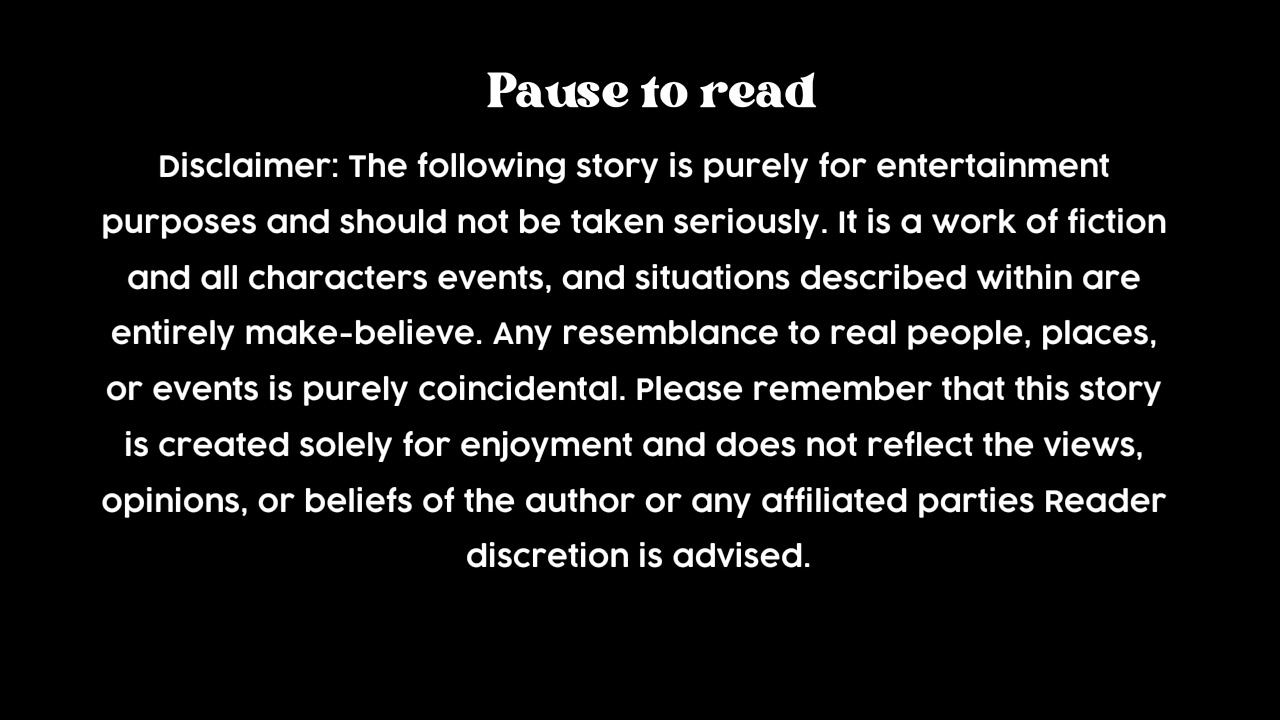 Pause to read
Disclaimer: The following story is purely for entertainment
purposes and should not be taken seriously. It is a work of fiction
and all characters events, and situations described within are
entirely make-believe. Any resemblance to real people, places,
or events is purely coincidental. Please remember that this story
is created solely for enjoyment and does not reflect the views,
opinions, or beliefs of the author or any affiliated parties Reader
discretion is advised.